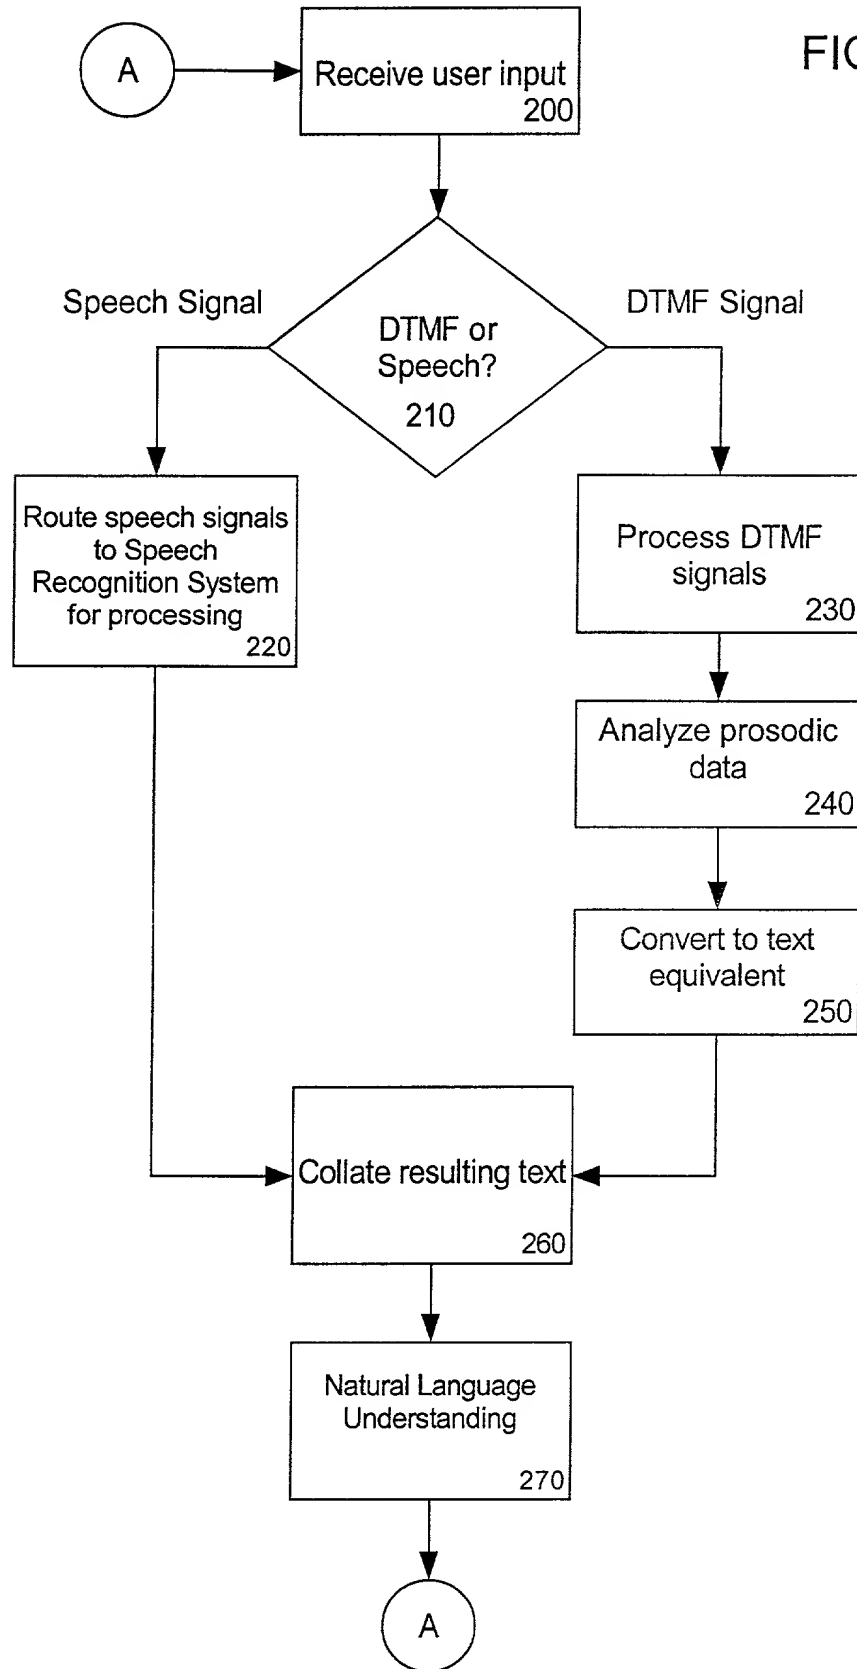 A
Receive user input
200
FIG
Speech Signal
DTMF Signal
DTMF or
Speech?
210
Route speech signals
to Speech
Recognition System
for processing
220
Process DTMF
signals
230
Analyze prosodic
data
240
Convert to text
equivalent
250
Collate resulting text
260
Natural Language
Understanding
270
A